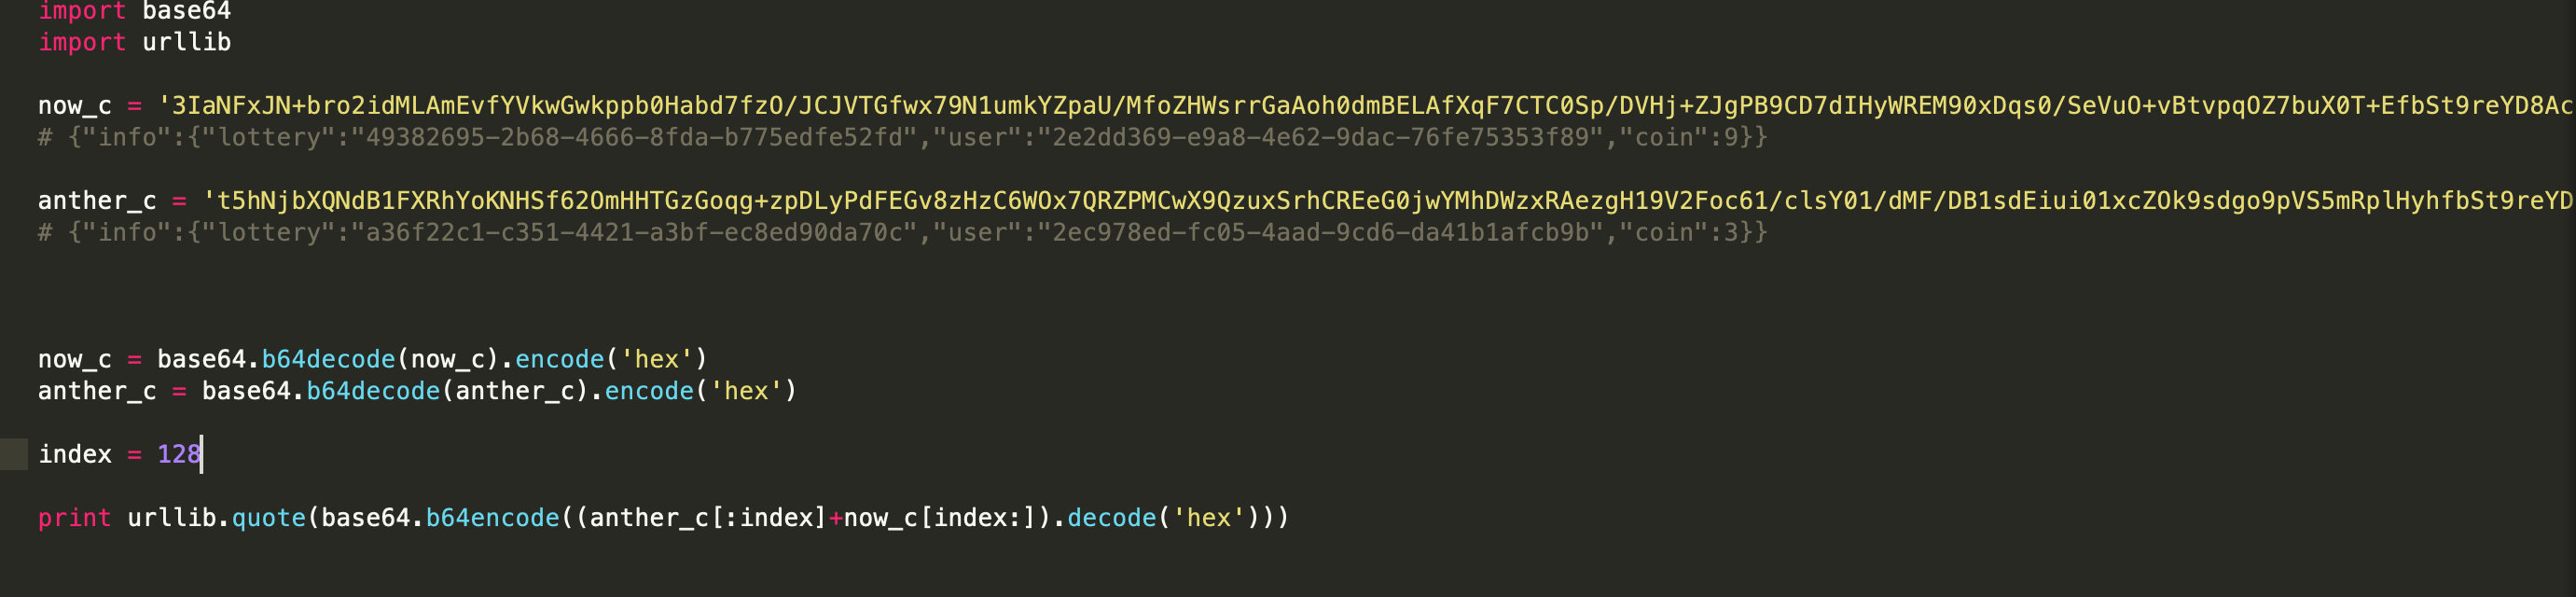 import base64
import urllib
now_c = '3IaNFxJN+bro2idMLAmEvfYVkwGwkppb0Habd7fzO/JCJVTGfwx79N1umkYZpaU/MfoZHWsrrGaAoh0dmBELAfXqF7CTC0Sp/DVHj+ZJgPB9CD7dIHyWREM90xDqs0/SeVuO+vBtvpqOZ7buX0T+EfbSt9reYD8Ac
# {"info":{"lottery":"49382695-2b68-4666-8fda-b775edfe52fd","user":"2e2dd369-e9a8-4e62-9dac-76fe75353f89","coin":9}}
anther_c = 't5hNjbXQNdB1FXRhYoKNHSf62OmHHTGzGoqg+zpDLyPdFEGv8zHzC6WOx7QRZPMCwX9QzuxSrhCREeG0jwYMhDWzxRAezgH19V2Foc61/clsY01/dMF/DB1sdEiui01xcZOk9sdgo9pVS5mRplHyhfbSt9reYD
# {"info":{"lottery":"a36f22c1-c351-4421-a3bf-ec8ed90da70c","user":"2ec978ed-fc05-4aad-9cd6-da41b1afcb9b","coin":3}}
now_c = base64.b64decode(now_c).encode('hex')
anther_c = base64.b64decode(anther_c).encode('hex')
index = 128
print urllib.quote(base64.b64encode((anther_c[:index]+now_c[index:]).decode('hex')))